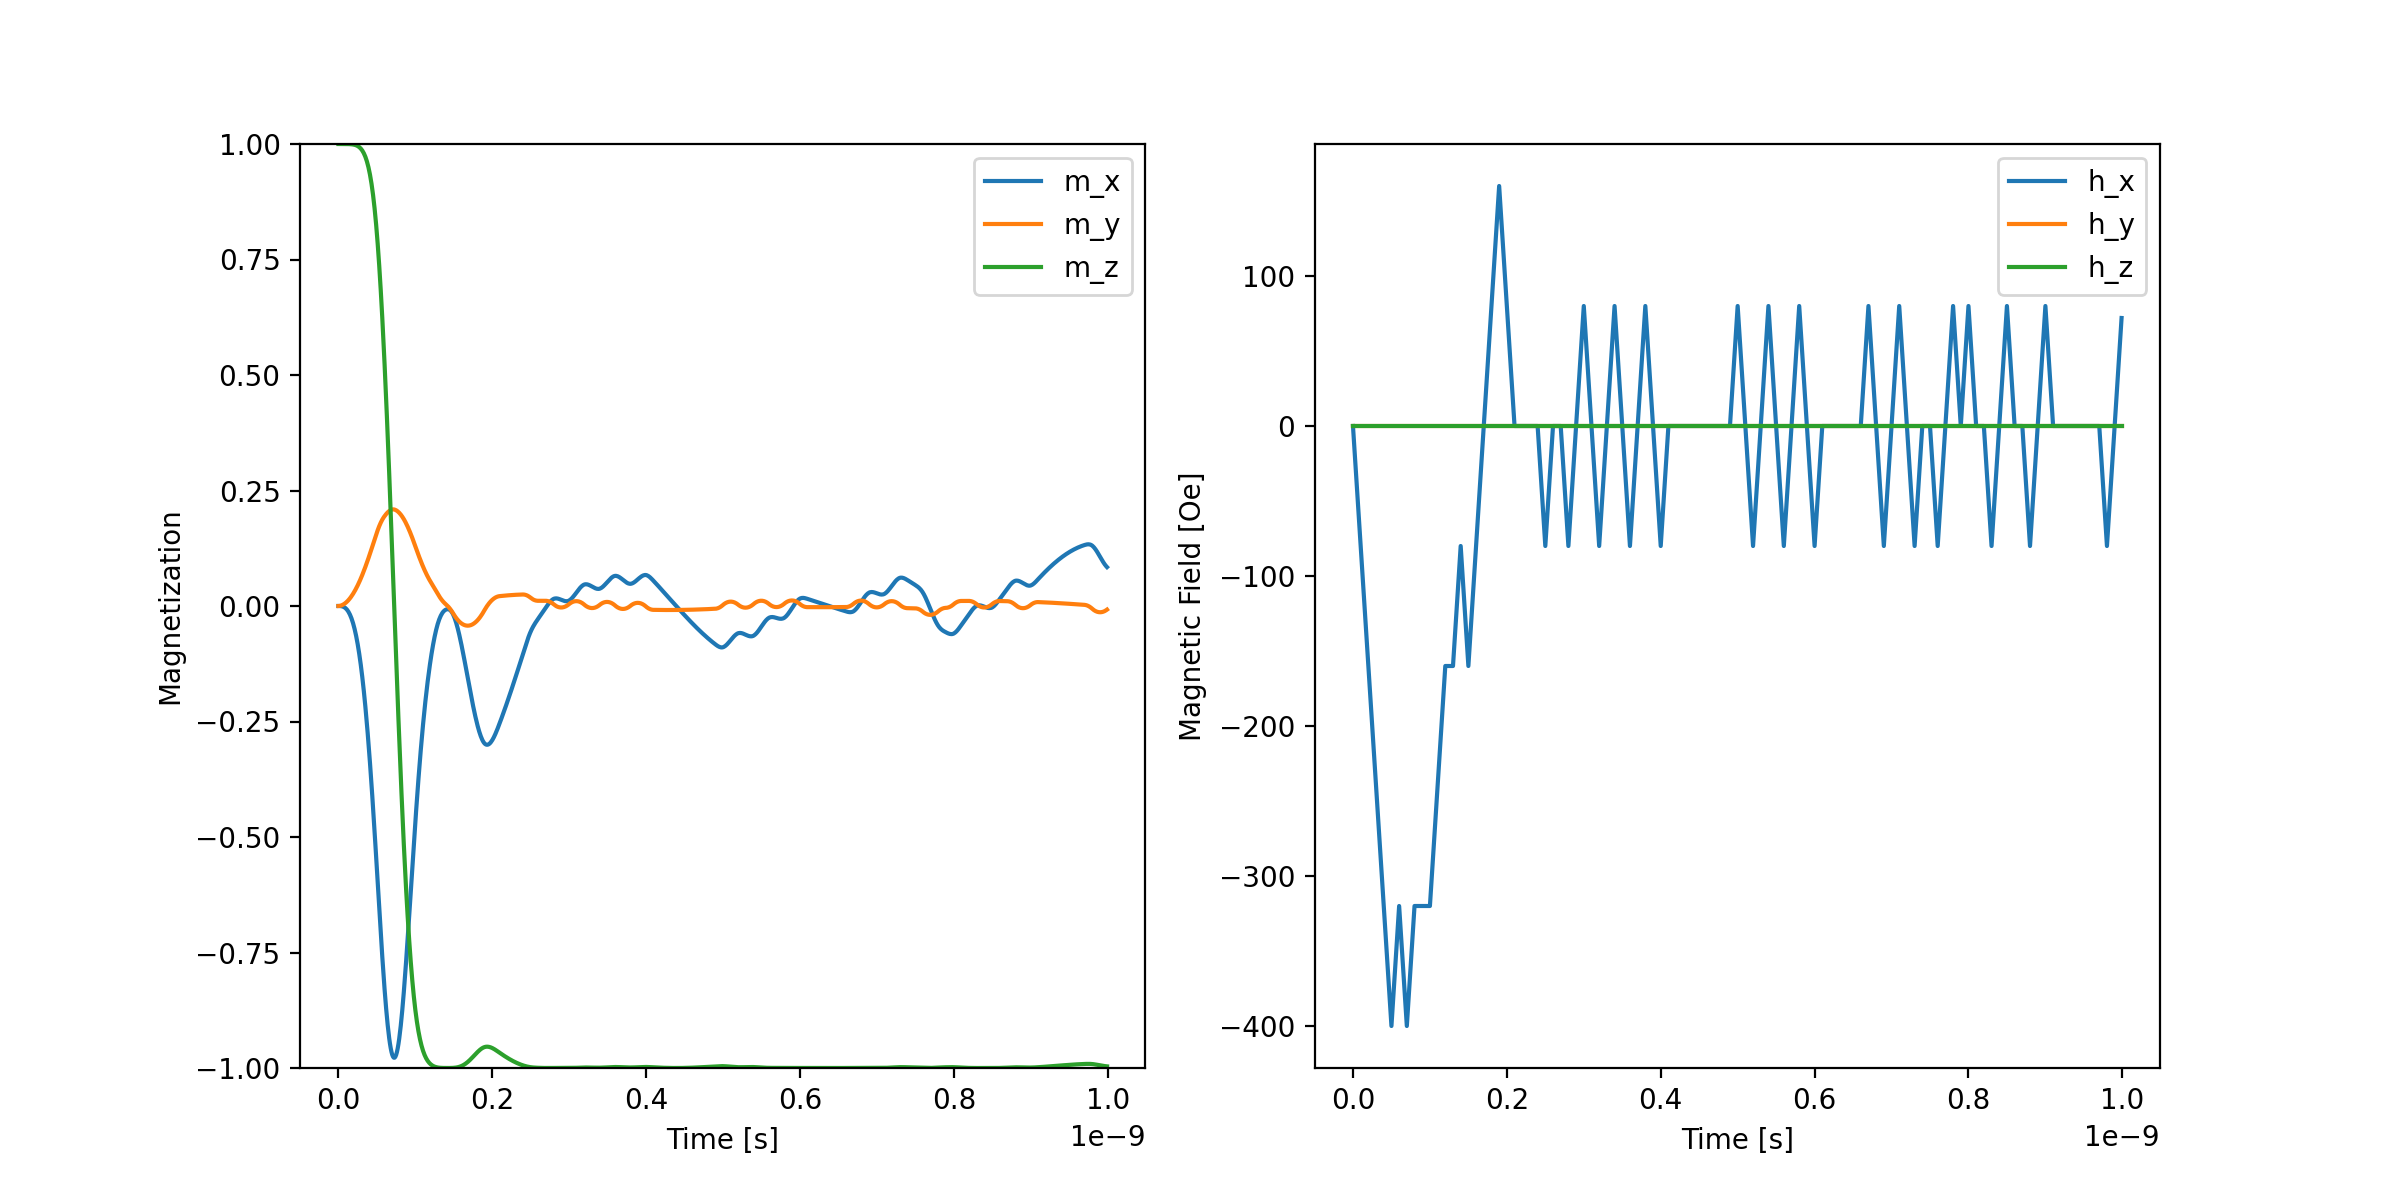 1.00
0.75
0.50
0.25
0.00
−0.25
−0.50
−0.75
−1.00
Magnetization
0.0 0.2 0.4 0.6 0.8 1.0
Time [s]
1e−9
m_x
m_y
m_z
100
0
−100
−200
−300
−400
Magnetic Field [Oe]
0.0 0.2 0.4 0.6 0.8 1.0
Time [s]
1e−9
h_x
h_y
h_z